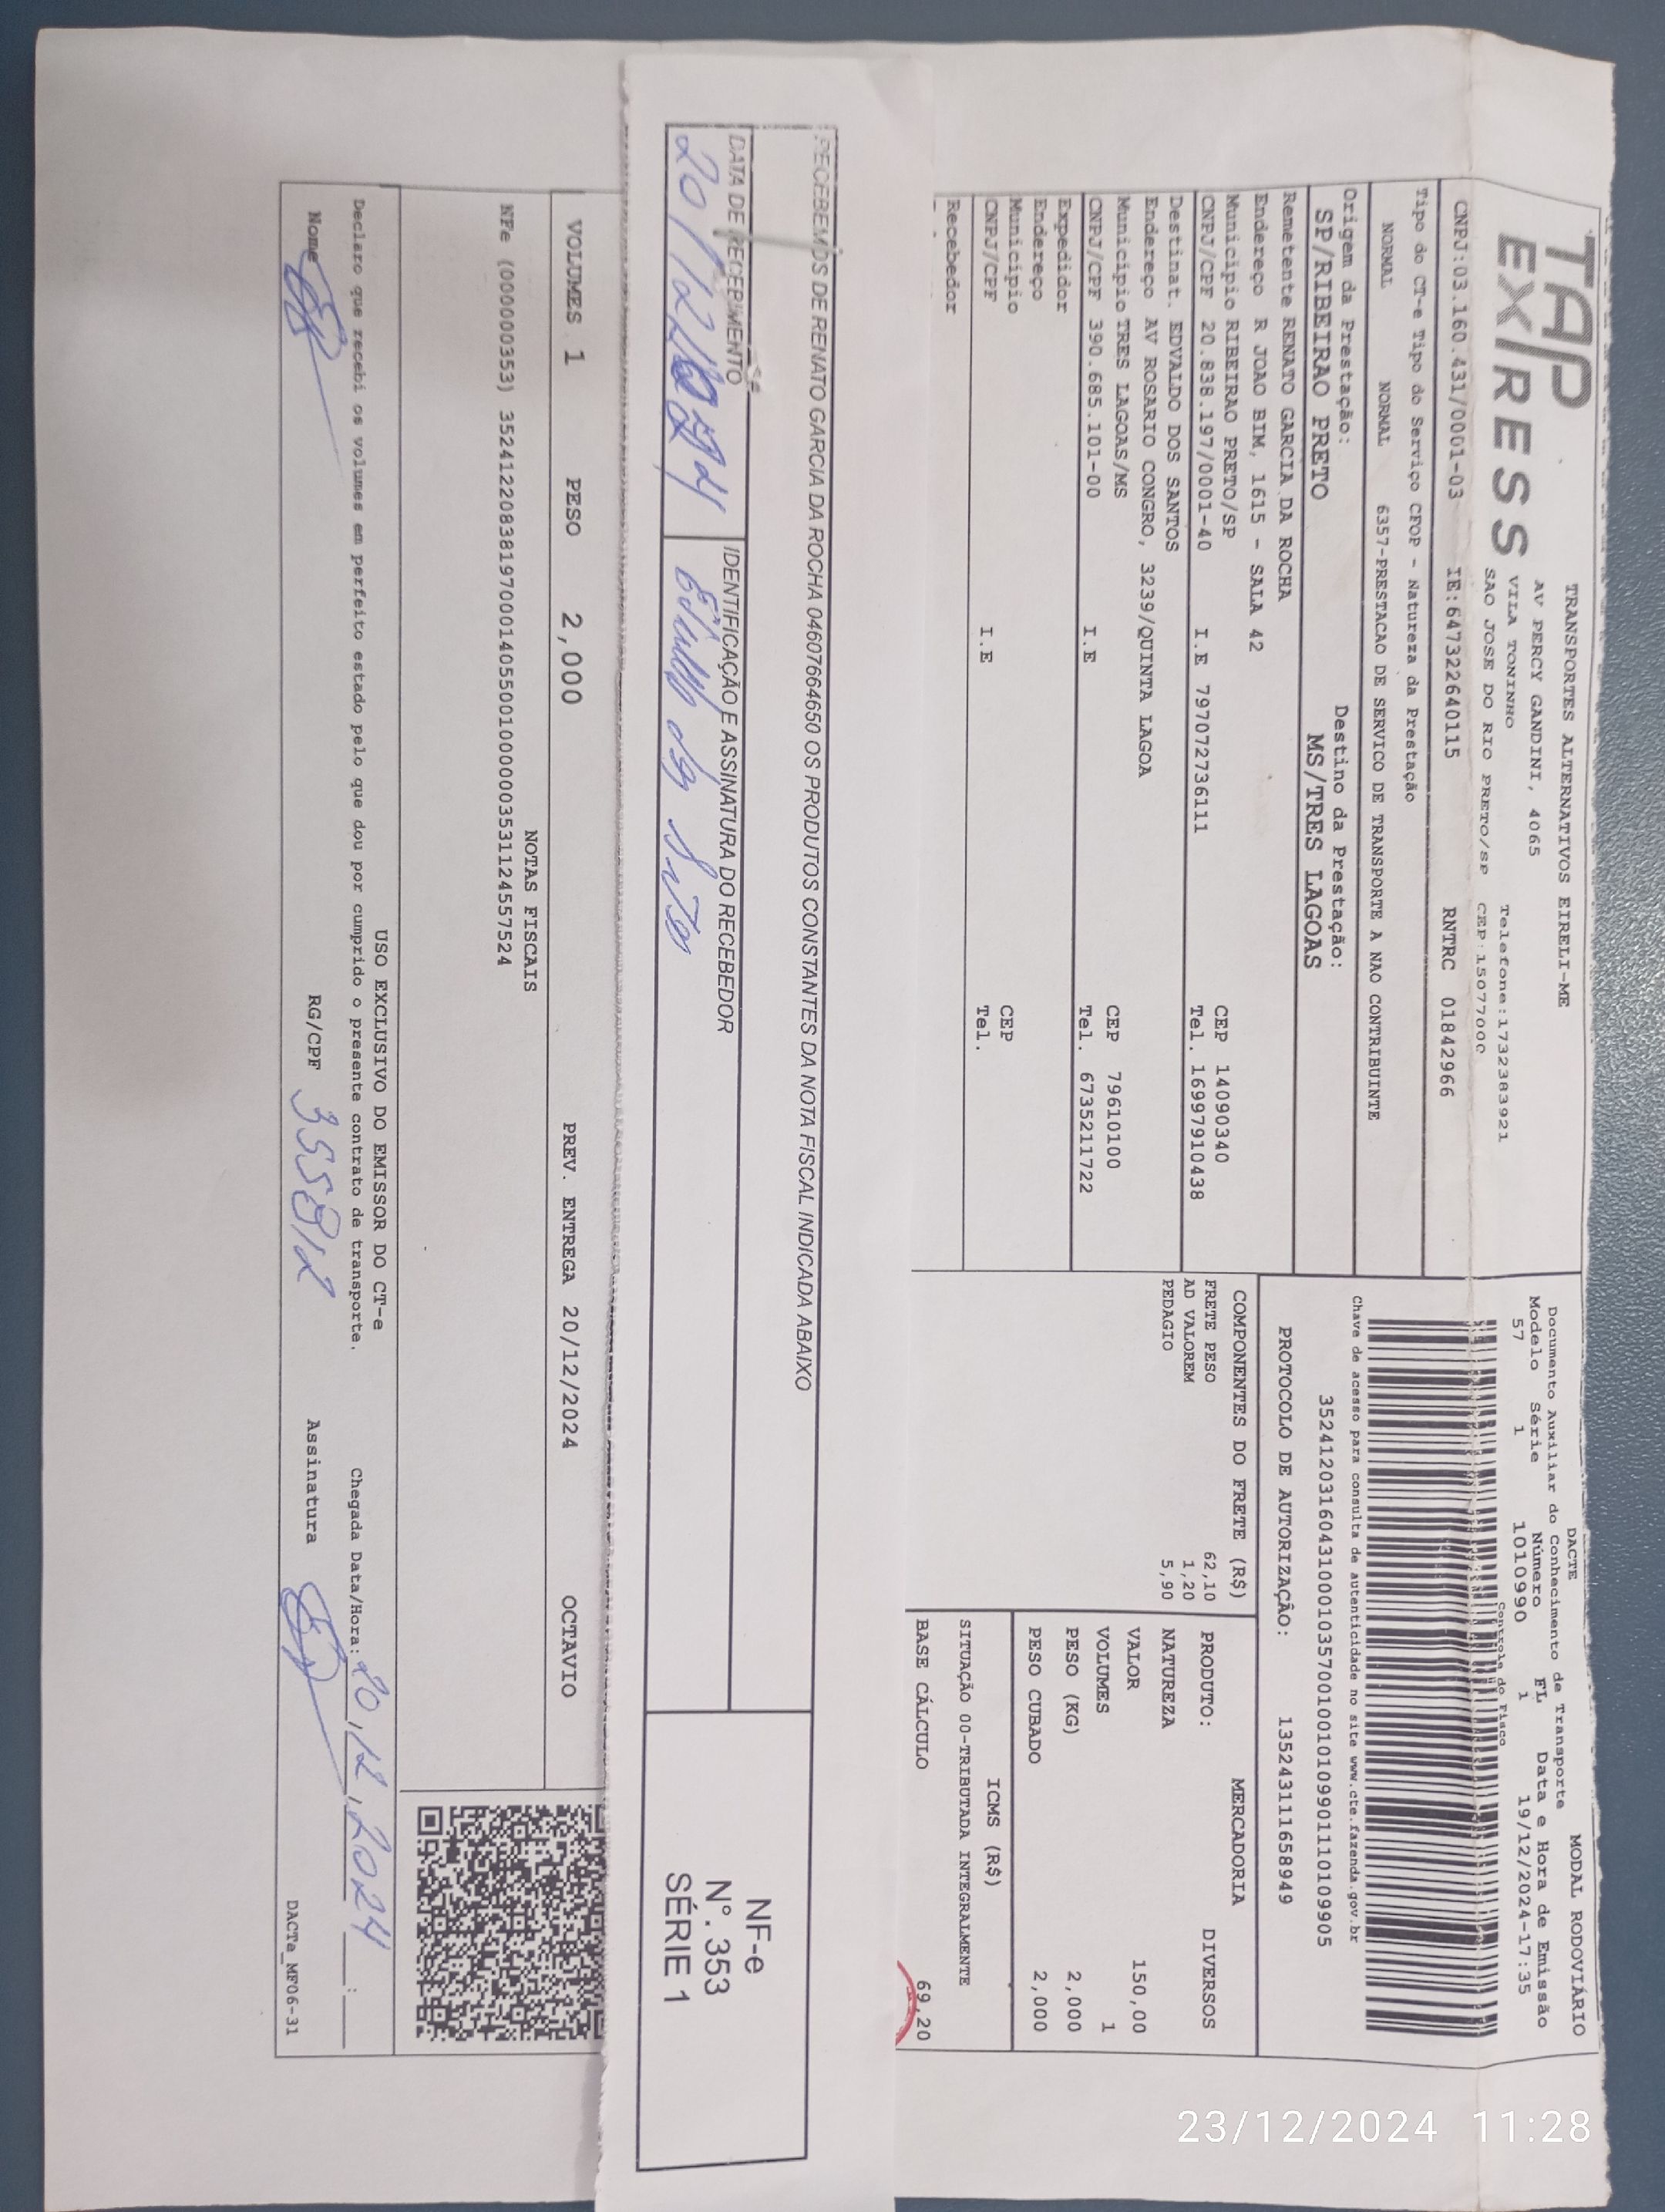 TAP
EX/RESS
TRANSPORTES ALTERNATIVOS EIRELI-ME
AV PERCY GANDINI, 4065
VILA TONINHO Telefone:1732383921
SAO JOSE DO RIO PRETO/SP CEP.15077000
CNPJ:03.160.431/0001-03 IE:647322640115 RNTRC 01842966
Tipo do CT-e Tipo do Serviço CFOP - Natureza da Prestação
NORMAL NORMAL 6357-PRESTACAO DE SERVICO DE TRANSPORTE A NAO CONTRIBUINTE
Origem da Prestação: Destino da Prestação:
SP/RIBEIRAO PRETO MS/TRES LAGOAS
Remetente RENATO GARCIA DA ROCHA
Endereço R JOAO BIM, 1615 - SALA 42
Municipio RIBEIRAO PRETO/SP CEP 14090340
CNPJ/CPF 20.838.197/0001-40 I.E 797072736111 Tel. 16997910438
Destinat. EDVALDO DOS SANTOS
Endereço AV ROSARIO CONGRO, 3239/QUINTA LAGOA
Municipio TRES LAGOAS/MS CEP 79610100
CNPJ/CPF 390.685.101-00 I.E Tel. 673521722
Expedidor
Endereço
Municipio CEP
CNPJ/CPF I.E Tel.
Recebedor
DACTE MODAL RODOVIÁRIO
Documento Auxiliar do Conhecimento de Transporte
Modelo Série Número FL Data e Hora de Emissão
57 1 1010990 1 19/12/2024-17:35
Controle do Fisco
Chave de acesso para consulta de autenticidade no site www.cte.fazenda.gov.br
35241203160431000103570010010109901110109905
PROTOCOLO DE AUTORIZAÇÃO: 135243111658949
COMPONENTES DO FRETE (R$)
FRETE PESO 62,10
AD VALOREM 1,20
PEDAGIO 5,90
MERCADORIA
PRODUTO: DIVERSOS
NATUREZA
VALOR 150,00
VOLUMES 1
PESO (KG) 2,000
PESO CUBADO 2,000
ICMS (R$)
SITUAÇÃO 00-TRIBUTADA INTEGRALMENTE
BASE CÁLCULO 69,20
RECEBEMOS DE RENATO GARCIA DA ROCHA 04607664650 OS PRODUTOS CONSTANTES DA NOTA FISCAL INDICADA ABAIXO
DATA DE RECEBIMENTO IDENTIFICAÇÃO E ASSINATURA DO RECEBEDOR
NF-e
Nº. 353
SÉRIE 1
VOLUMES 1 PESO 2,000 PREV. ENTREGA 20/12/2024 OCTAVIO
NOTAS FISCAIS
NFe (000000353) 35241220838197000140550010000003531124557524
USO EXCLUSIVO DO EMISSOR DO CT-e
Declaro que recebi os volumes em perfeito estado pelo que dou por cumprido o presente contrato de transporte. Chegada Data/Hora: 20/12/2024 :
Nome RG/CPF Assinatura
DACTa_MF06-31
23/12/2024 11:28